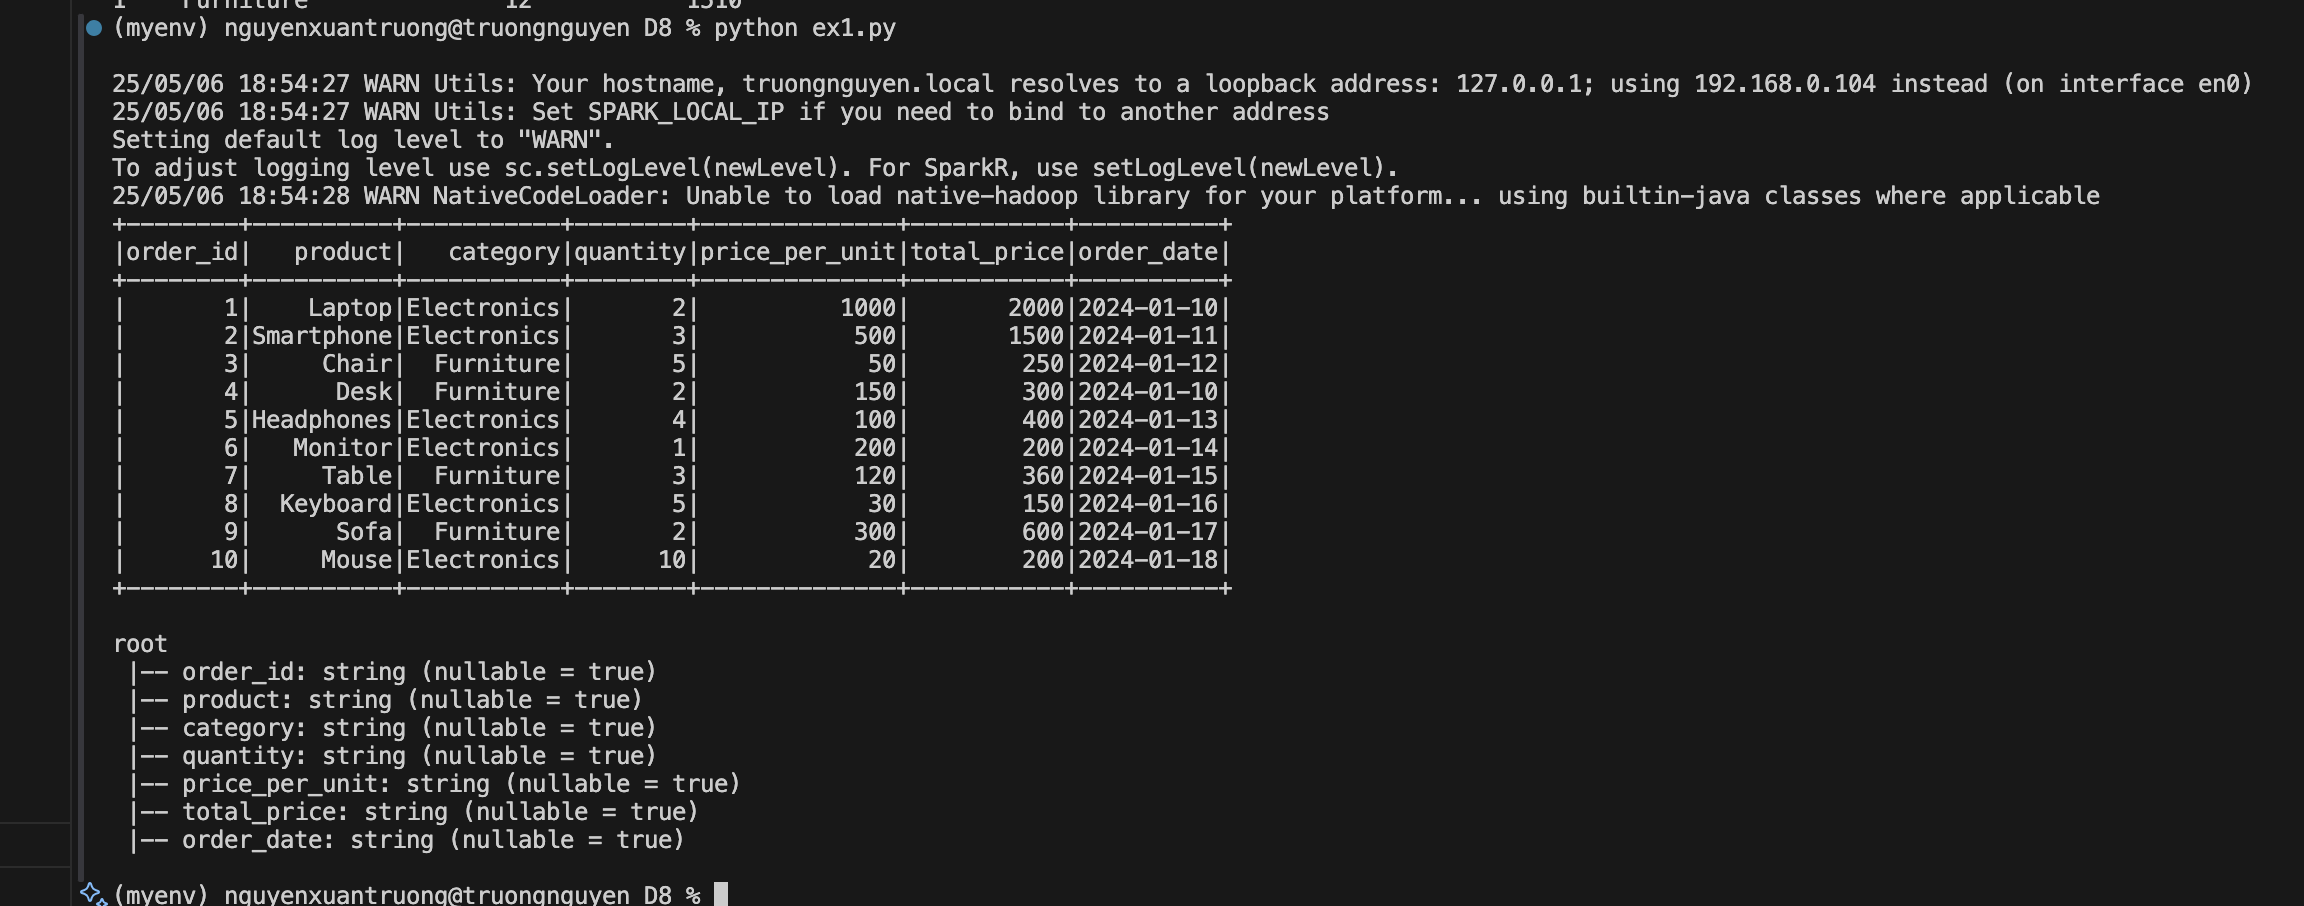 1   Furniture              12           1510
(myenv) nguyenxuantruong@truongnguyen D8 % python ex1.py
25/05/06 18:54:27 WARN Utils: Your hostname, truongnguyen.local resolves to a loopback address: 127.0.0.1; using 192.168.0.104 instead (on interface en0)
25/05/06 18:54:27 WARN Utils: Set SPARK_LOCAL_IP if you need to bind to another address
Setting default log level to "WARN".
To adjust logging level use sc.setLogLevel(newLevel). For SparkR, use setLogLevel(newLevel).
25/05/06 18:54:28 WARN NativeCodeLoader: Unable to load native-hadoop library for your platform... using builtin-java classes where applicable
+--------+----------+-----------+--------+--------------+-----------+----------+
|order_id|   product|   category|quantity|price_per_unit|total_price|order_date|
+--------+----------+-----------+--------+--------------+-----------+----------+
|       1|    Laptop|Electronics|       2|          1000|       2000|2024-01-10|
|       2|Smartphone|Electronics|       3|           500|       1500|2024-01-11|
|       3|     Chair|  Furniture|       5|            50|        250|2024-01-12|
|       4|      Desk|  Furniture|       2|           150|        300|2024-01-10|
|       5|Headphones|Electronics|       4|           100|        400|2024-01-13|
|       6|   Monitor|Electronics|       1|           200|        200|2024-01-14|
|       7|     Table|  Furniture|       3|           120|        360|2024-01-15|
|       8|  Keyboard|Electronics|       5|            30|        150|2024-01-16|
|       9|      Sofa|  Furniture|       2|           300|        600|2024-01-17|
|      10|     Mouse|Electronics|      10|            20|        200|2024-01-18|
+--------+----------+-----------+--------+--------------+-----------+----------+
root
 |-- order_id: string (nullable = true)
 |-- product: string (nullable = true)
 |-- category: string (nullable = true)
 |-- quantity: string (nullable = true)
 |-- price_per_unit: string (nullable = true)
 |-- total_price: string (nullable = true)
 |-- order_date: string (nullable = true)
(myenv) nguyenxuantruong@truongnguyen D8 %